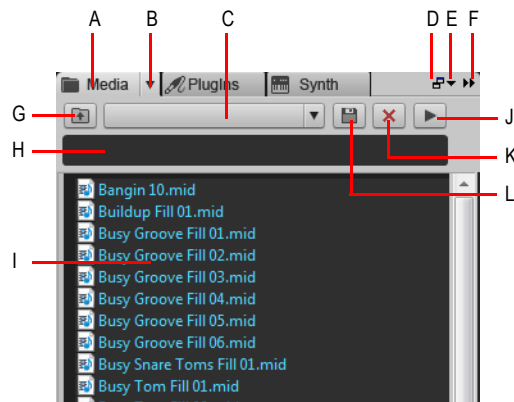 A B C D E F
Media PlugIns Synth
G
J
H
K
L
Bangin 10.mid
Buildup Fill 01.mid
Busy Groove Fill 01.mid
I
Busy Groove Fill 02.mid
Busy Groove Fill 03.mid
Busy Groove Fill 04.mid
Busy Groove Fill 05.mid
Busy Groove Fill 06.mid
Busy Snare Toms Fill 01.mid
Busy Tom Fill 01.mid